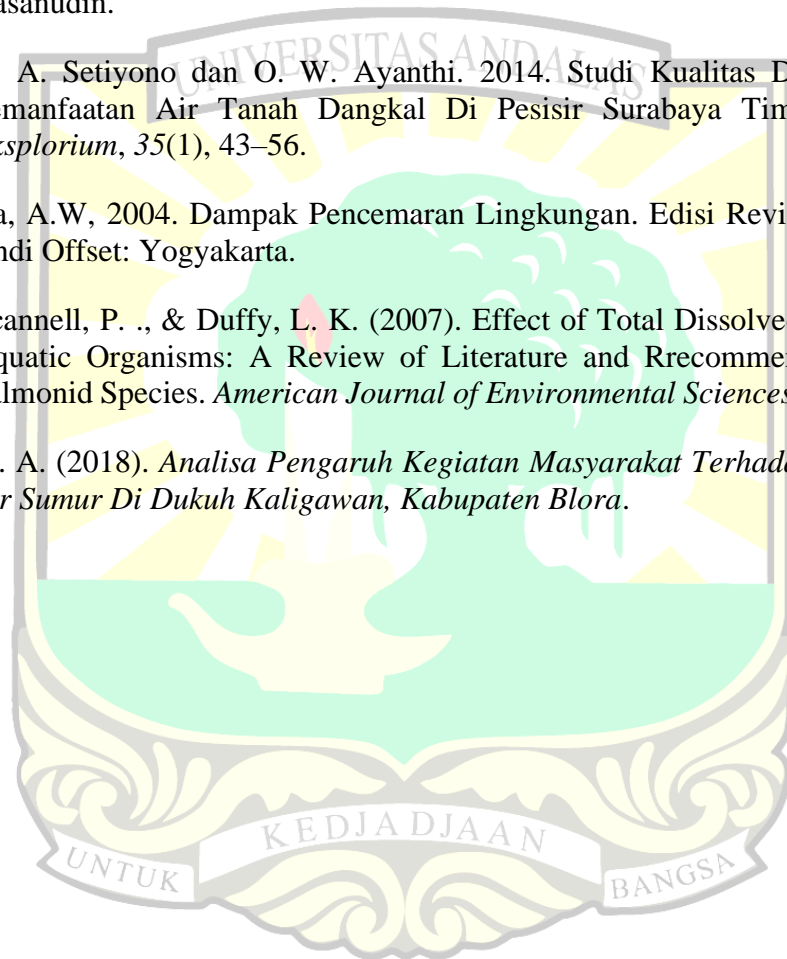 asanudin.
UNIVERSITAS ANDALAS
A. Setiyono dan O. W. Ayanthi. 2014. Studi Kualitas D
emanfaatan Air Tanah Dangkal Di Pesisir Surabaya Tim
ksplorium, 35(1), 43–56.
a, A.W, 2004. Dampak Pencemaran Lingkungan. Edisi Revi
ndi Offset: Yogyakarta.
cannell, P. ., & Duffy, L. K. (2007). Effect of Total Dissolve
quatic Organisms: A Review of Literature and Rrecommer
almonid Species. American Journal of Environmental Sciences
. A. (2018). Analisa Pengaruh Kegiatan Masyarakat Terhada
r Sumur Di Dukuh Kaligawan, Kabupaten Blora.
UNTUK KEDJADJAAN BANGSA